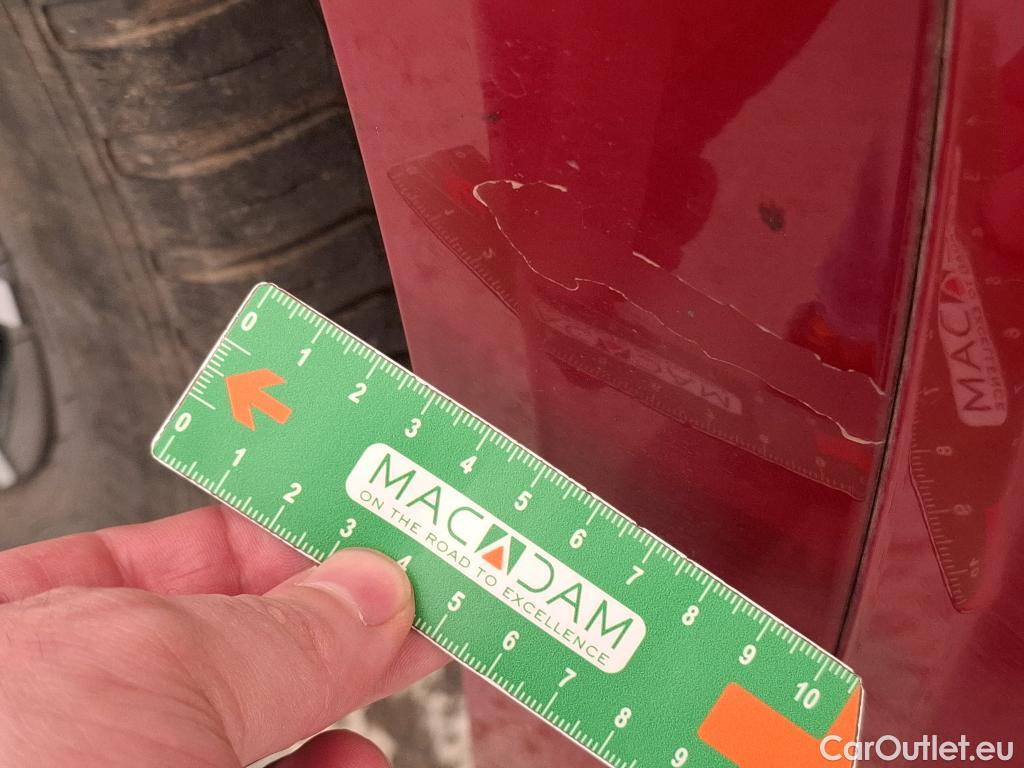 0 1 2 3 4 5 6 7 8 9 10
MACADAM
ON THE ROAD TO EXCELLENCE
0 1 2 3 4 5 6 7 8 9
CarOutlet.eu